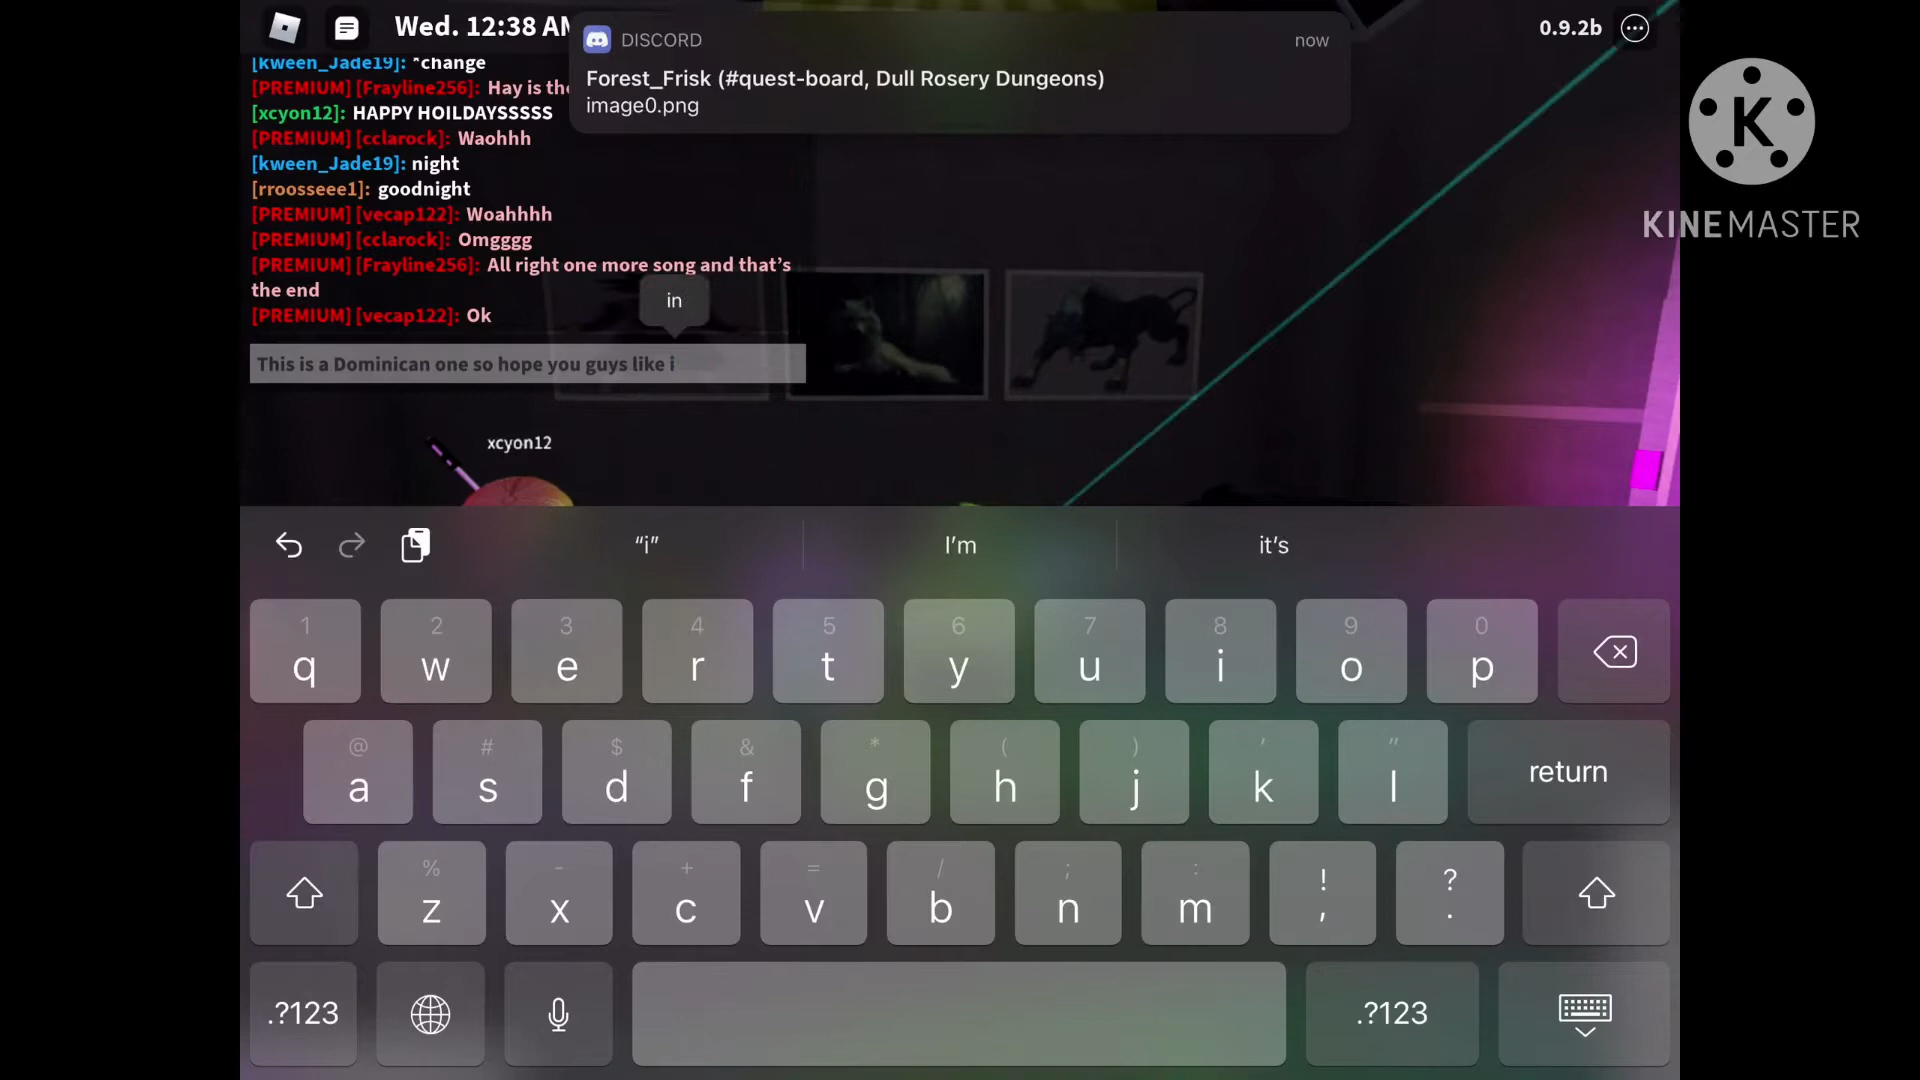 Wed. 12:38 AM
0.9.2b
DISCORD
now
Forest_Frisk (#quest-board, Dull Rosery Dungeons)
image0.png
[kween_Jade19]: *change
[PREMIUM] [Frayline256]: Hay is the
[xcyon12]: HAPPY HOILDAYSSSSS
[PREMIUM] [cclarock]: Waohhh
[kween_Jade19]: night
[rroosseee1]: goodnight
[PREMIUM] [vecap122]: Woahhhh
[PREMIUM] [cclarock]: Omgggg
[PREMIUM] [Frayline256]: All right one more song and that's
the end
[PREMIUM] [vecap122]: Ok
in
This is a Dominican one so hope you guys like i
xcyon12
K
KINEMASTER
“i” I’m it’s
1 2 3 4 5 6 7 8 9 0
q w e r t y u i o p
@ # $ & * ( ) ' "
a s d f g h j k l return
% - + = / ; : ! ?
z x c v b n m , .
.?123 .?123